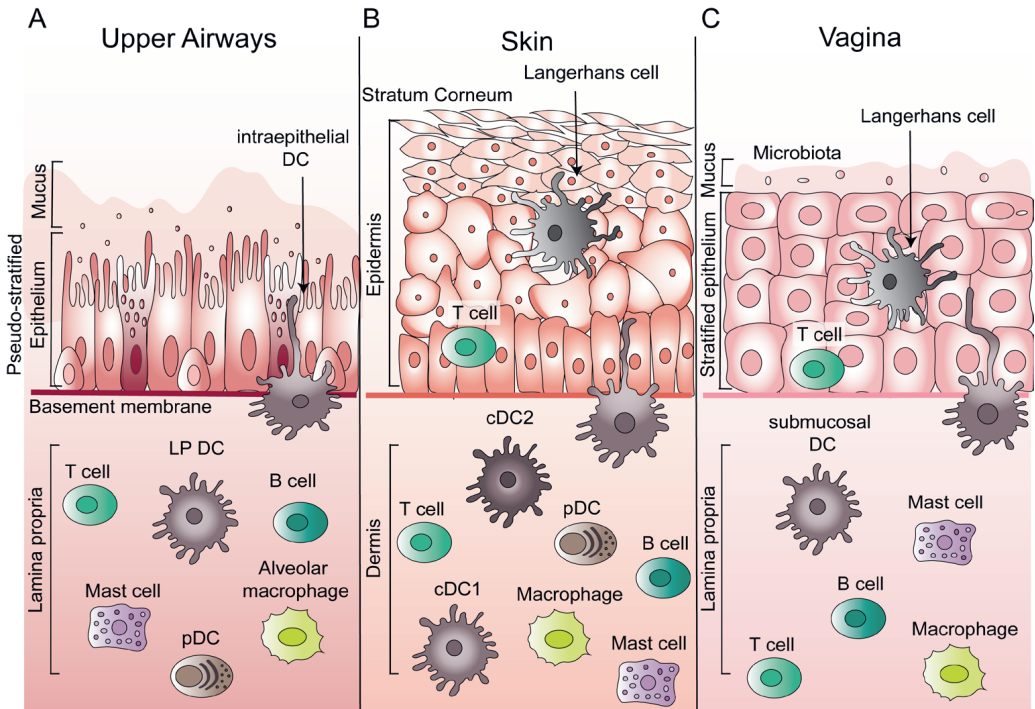 A
Upper Airways
intraepithelial
DC
Mucus
Pseudo-stratified
Epithelium
Basement membrane
Lamina propria
LP DC
T cell
B cell
Mast cell
Alveolar
macrophage
pDC
B
Skin
Langerhans cell
Stratum Corneum
Epidermis
T cell
Dermis
cDC2
T cell
pDC
B cell
cDC1
Macrophage
Mast cell
C
Vagina
Langerhans cell
Microbiota
Mucus
Stratified epithelium
T cell
Lamina propria
submucosal
DC
Mast cell
B cell
T cell
Macrophage